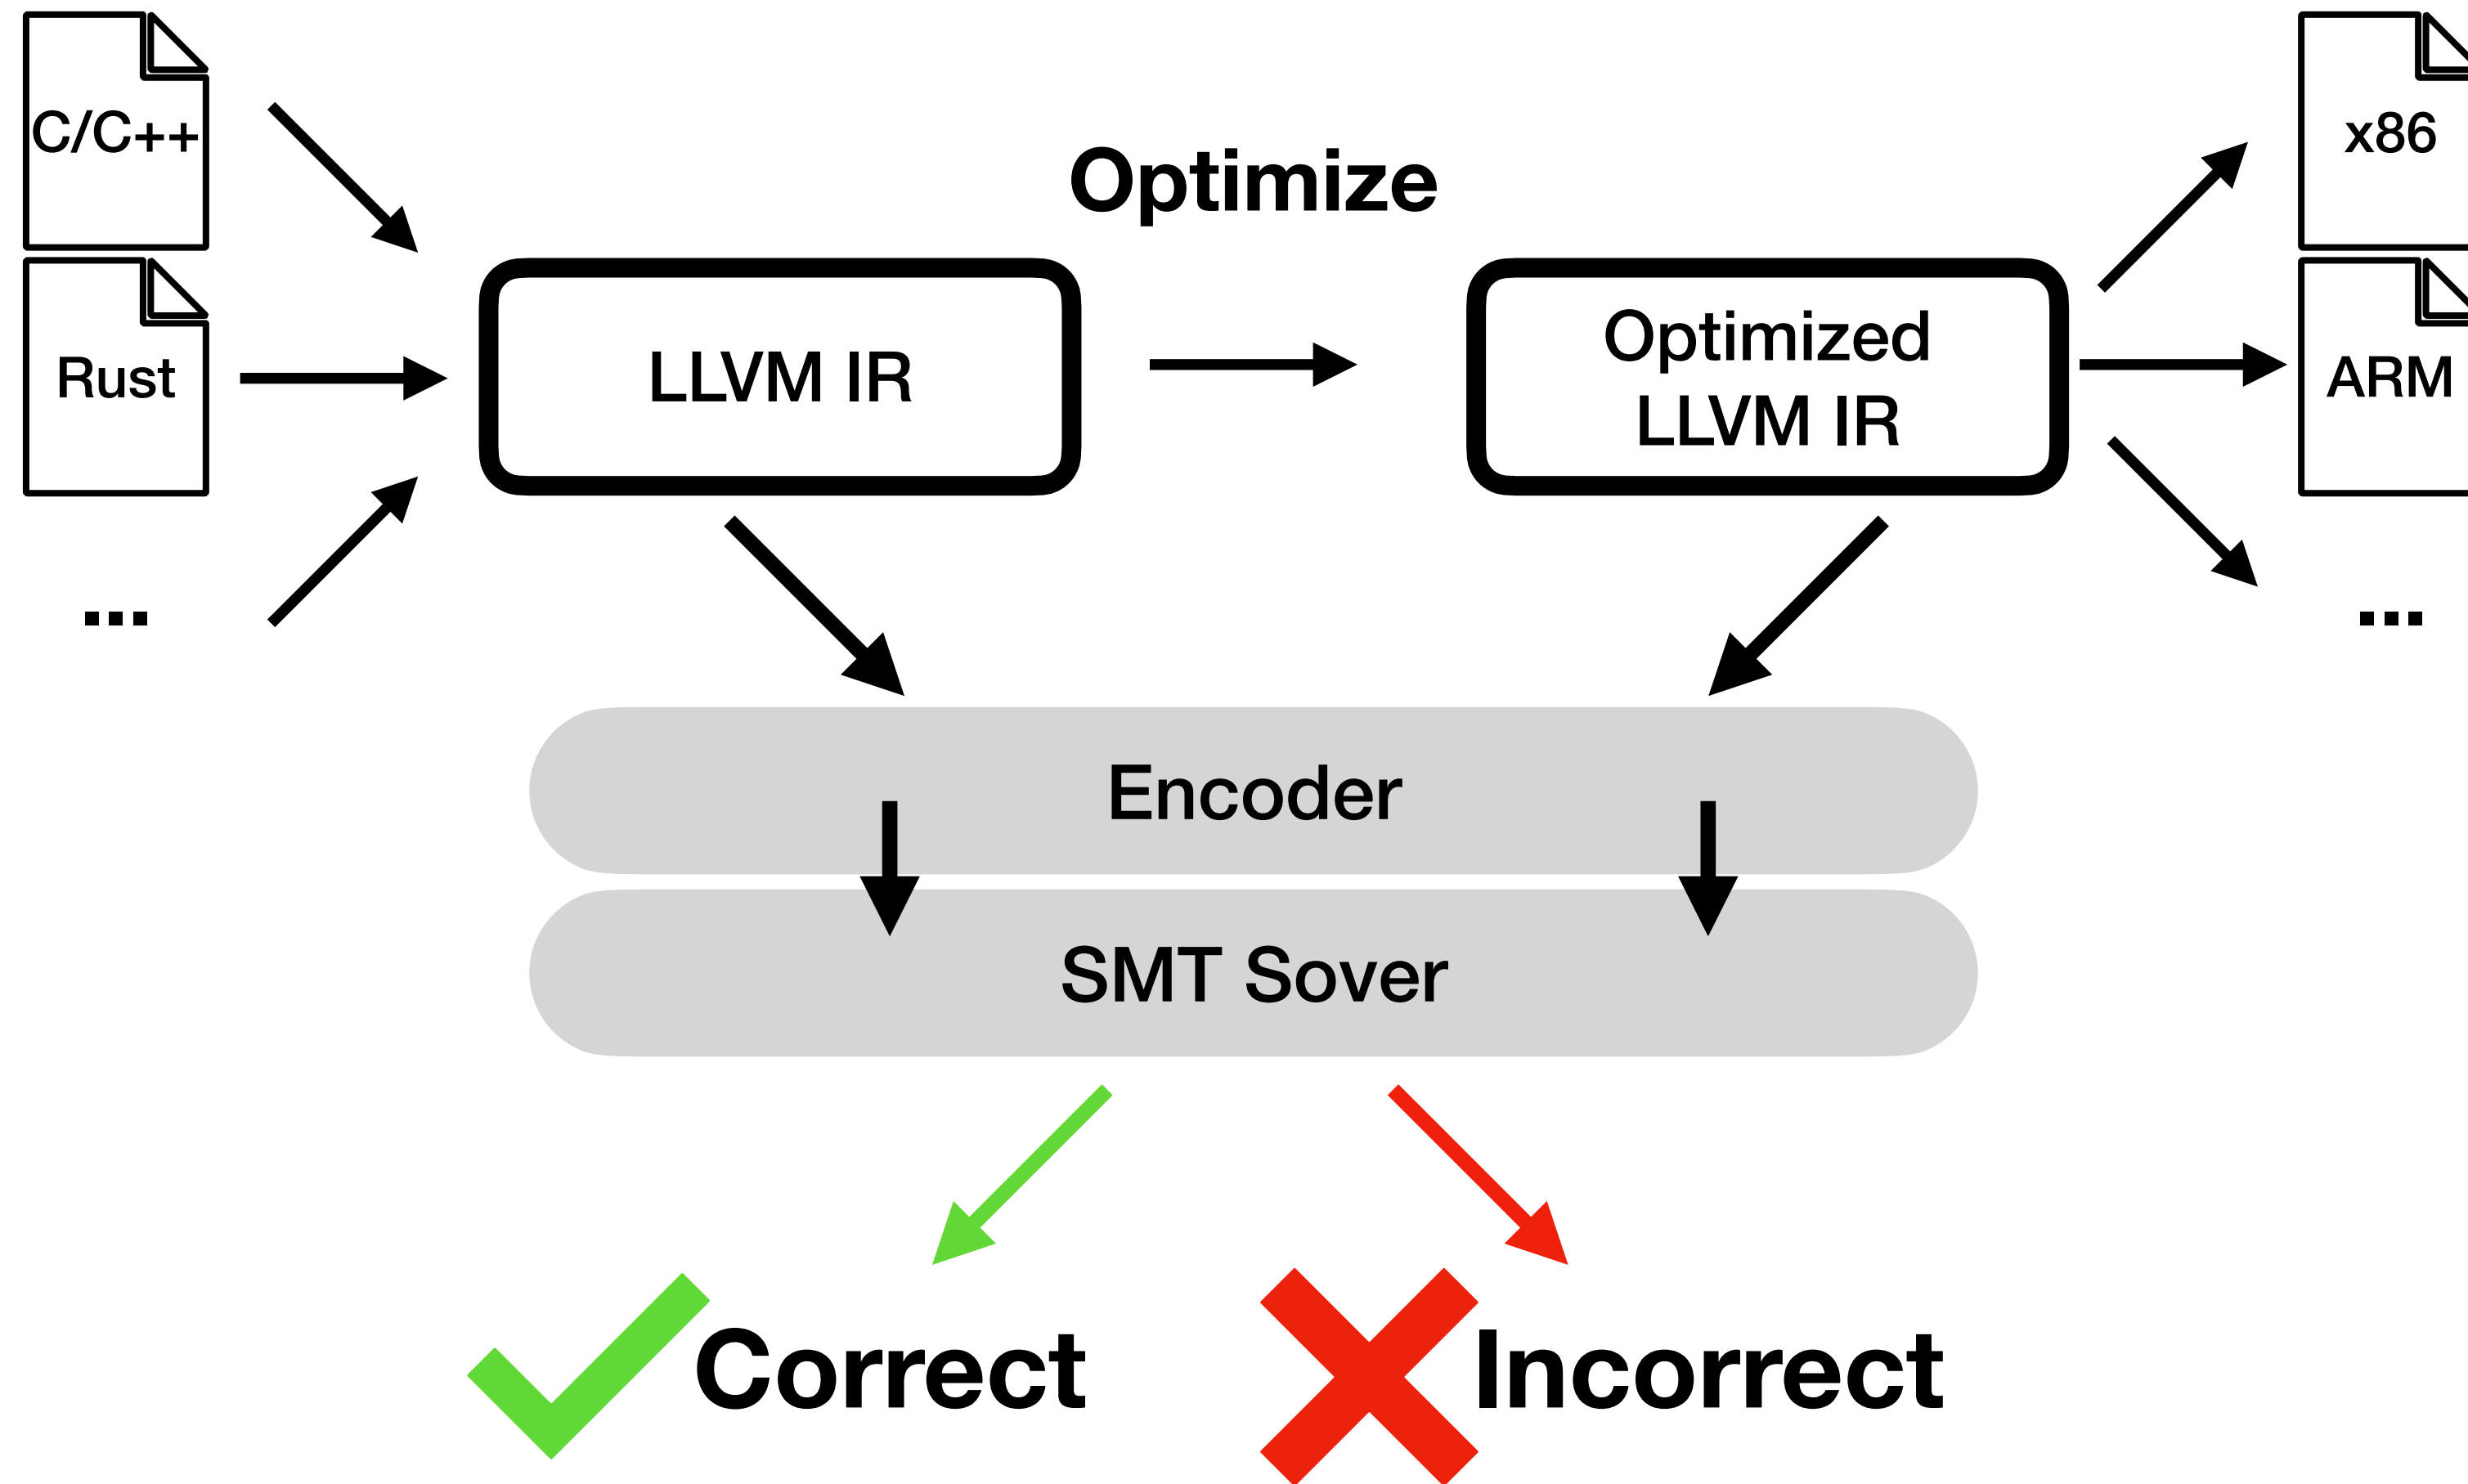 C/C++
Optimize
x86
Rust
LLVM IR
Optimized
LLVM IR
ARM
...
...
Encoder
SMT Sover
Correct
Incorrect